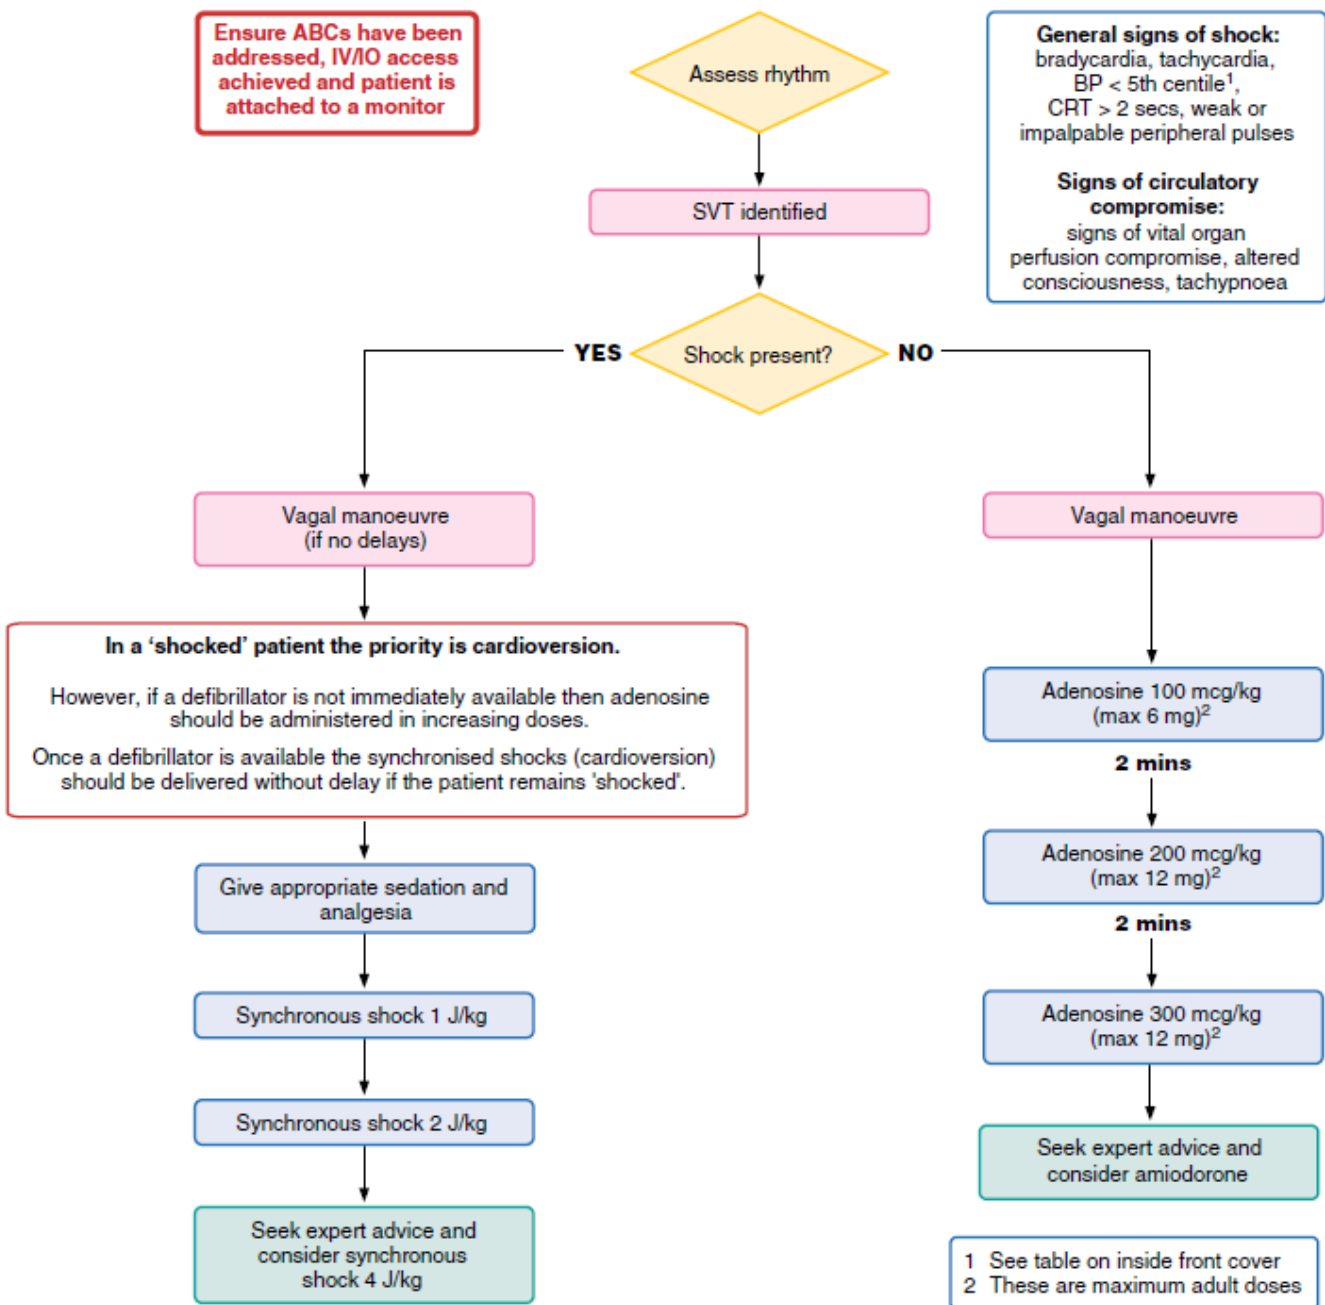 Ensure ABCs have been
addressed, IV/IO access
achieved and patient is
attached to a monitor
Assess rhythm
General signs of shock:
bradycardia, tachycardia,
BP < 5th centile¹,
CRT > 2 secs, weak or
impalpable peripheral pulses
Signs of circulatory
compromise:
signs of vital organ
perfusion compromise, altered
consciousness, tachypnoea
SVT identified
YES
Shock present?
NO
Vagal manoeuvre
(if no delays)
In a ‘shocked’ patient the priority is cardioversion.
However, if a defibrillator is not immediately available then adenosine
should be administered in increasing doses.
Once a defibrillator is available the synchronised shocks (cardioversion)
should be delivered without delay if the patient remains 'shocked'.
Give appropriate sedation and
analgesia
Synchronous shock 1 J/kg
Synchronous shock 2 J/kg
Seek expert advice and
consider synchronous
shock 4 J/kg
Vagal manoeuvre
Adenosine 100 mcg/kg
(max 6 mg)²
2 mins
Adenosine 200 mcg/kg
(max 12 mg)²
2 mins
Adenosine 300 mcg/kg
(max 12 mg)²
Seek expert advice and
consider amiodorone
1 See table on inside front cover
2 These are maximum adult doses